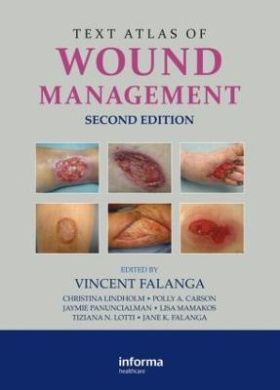 TEXT ATLAS OF
WOUND
MANAGEMENT
SECOND EDITION
EDITED BY
VINCENT FALANGA
CHRISTINA LINDHOLM • POLLY A. CARSON
JAYMIE PANUNCIALMAN • LISA MAMAKOS
TIZIANA N. LOTTI • JANE K. FALANGA
informa
healthcare